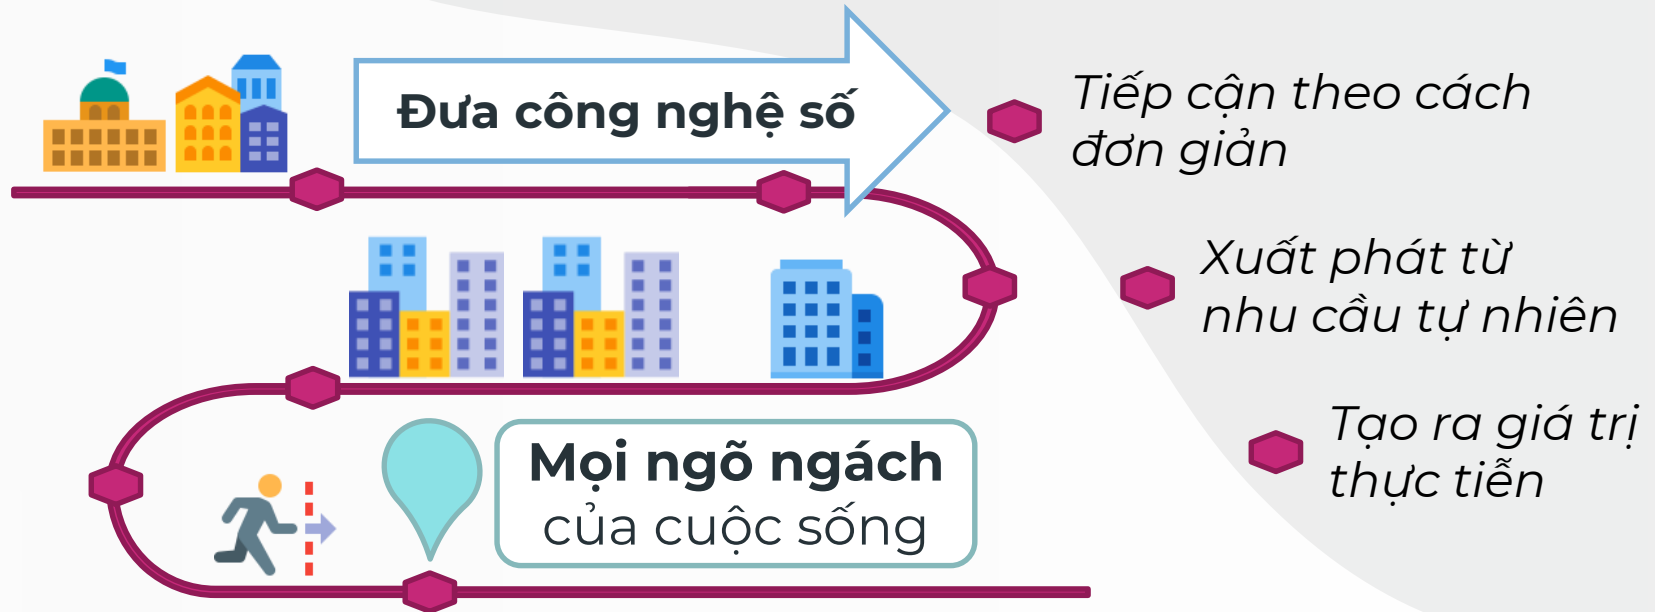 Đưa công nghệ số
Mọi ngõ ngách
của cuộc sống
Tiếp cận theo cách
đơn giản
Xuất phát từ
nhu cầu tự nhiên
Tạo ra giá trị
thực tiễn